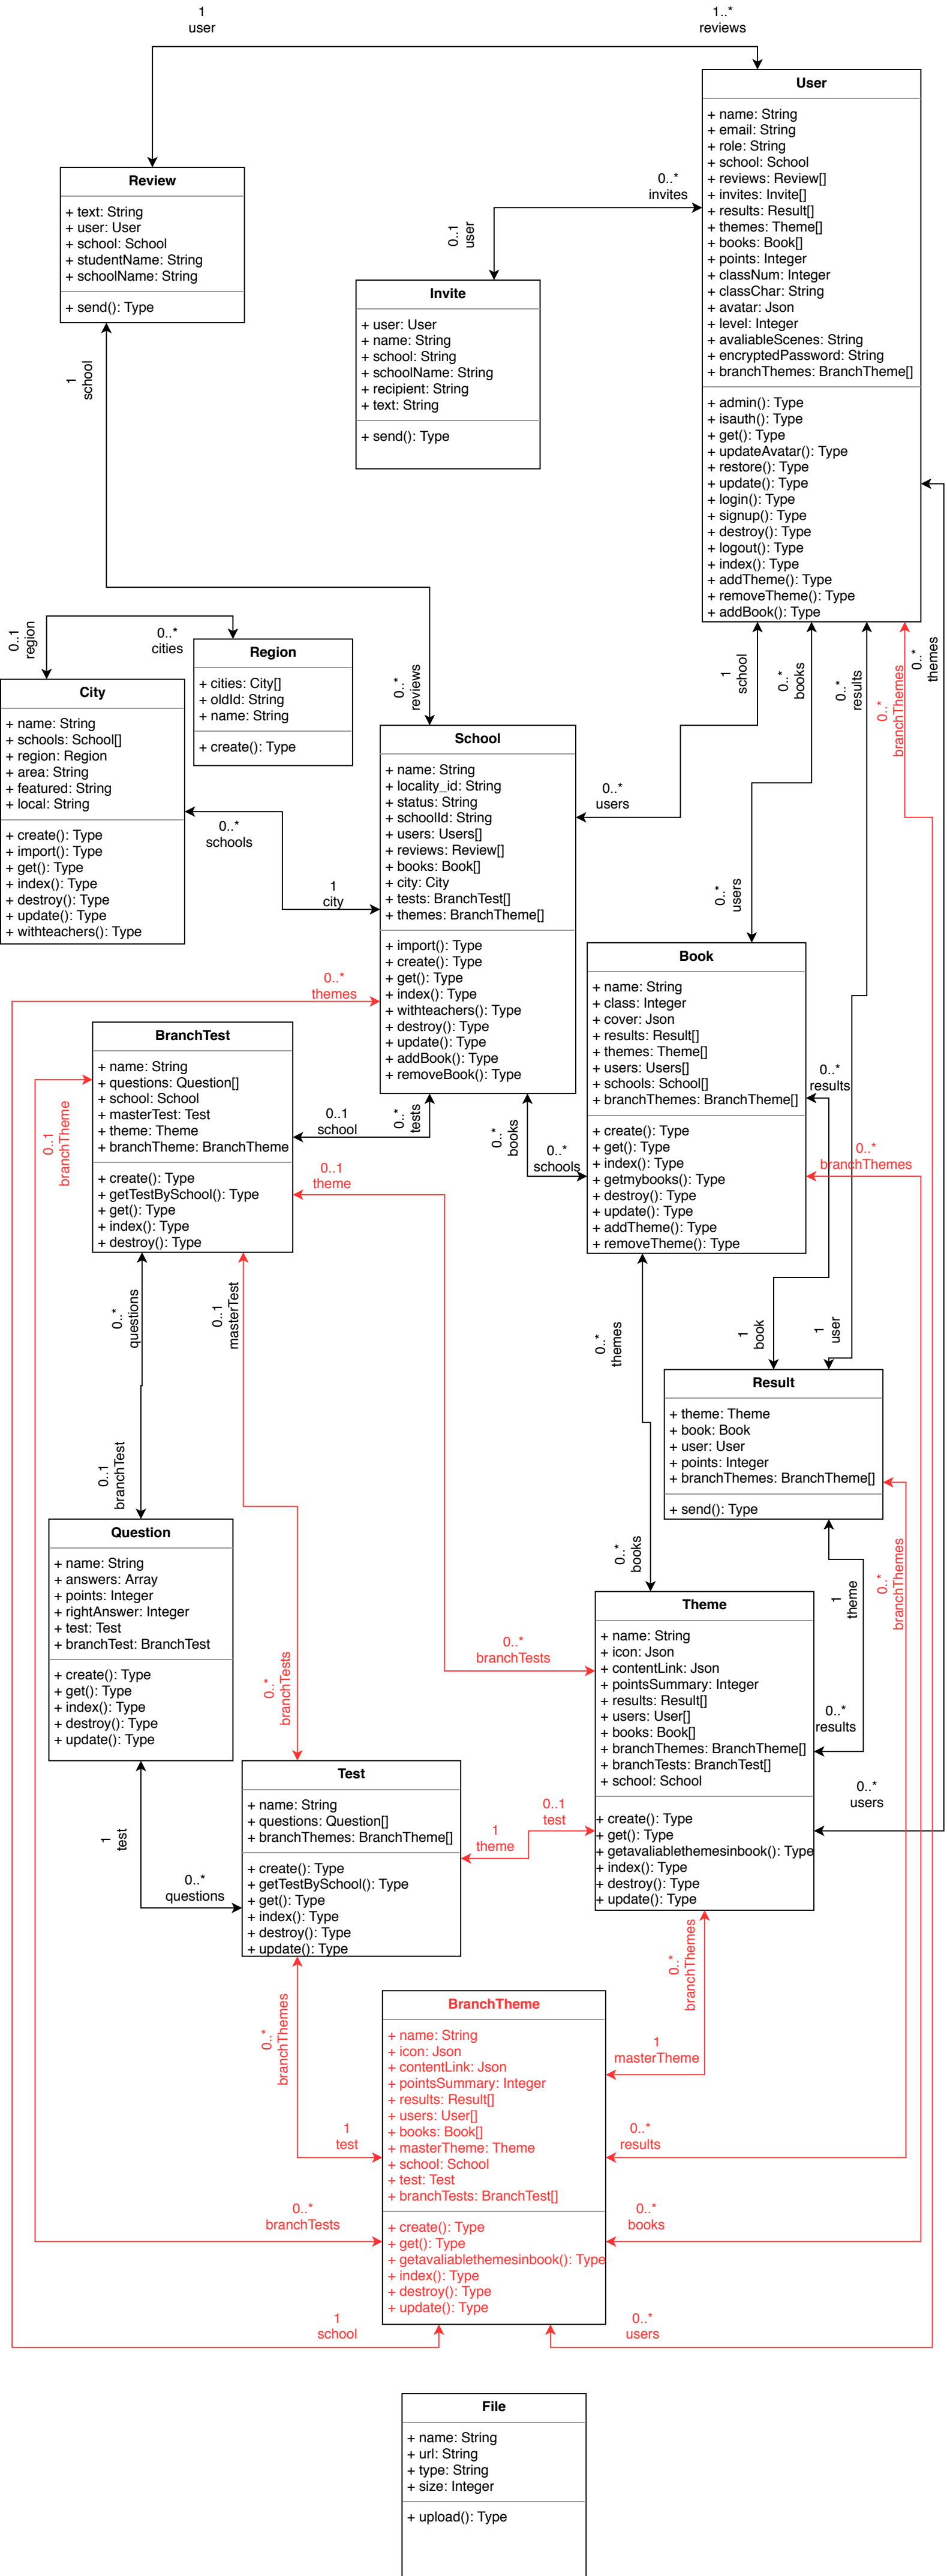 1
user
1..*
reviews
User
+ name: String
+ email: String
+ role: String
+ school: School
+ reviews: Review[]
+ invites: Invite[]
+ results: Result[]
+ themes: Theme[]
+ books: Book[]
+ points: Integer
+ classNum: Integer
+ classChar: String
+ avatar: Json
+ level: Integer
+ avaliableScenes: String
+ encryptedPassword: String
+ branchThemes: BranchTheme[]
+ admin(): Type
+ isauth(): Type
+ get(): Type
+ updateAvatar(): Type
+ restore(): Type
+ update(): Type
+ login(): Type
+ signup(): Type
+ destroy(): Type
+ logout(): Type
+ index(): Type
+ addTheme(): Type
+ removeTheme(): Type
+ addBook(): Type
Review
+ text: String
+ user: User
+ school: School
+ studentName: String
+ schoolName: String
+ send(): Type
0..*
invites
0..1
user
Invite
+ user: User
+ name: String
+ school: String
+ schoolName: String
+ recipient: String
+ text: String
+ send(): Type
1
school
0..1
region
0..*
cities
Region
+ cities: City[]
+ oldId: String
+ name: String
+ create(): Type
0..*
reviews
1
school
0..*
books
0..*
results
0..*
branchThemes
0..*
themes
City
+ name: String
+ schools: School[]
+ region: Region
+ area: String
+ featured: String
+ local: String
+ create(): Type
+ import(): Type
+ get(): Type
+ index(): Type
+ destroy(): Type
+ update(): Type
+ withteachers(): Type
0..*
schools
1
city
School
+ name: String
+ locality_id: String
+ status: String
+ schoolId: String
+ users: Users[]
+ reviews: Review[]
+ books: Book[]
+ city: City
+ tests: BranchTest[]
+ themes: BranchTheme[]
+ import(): Type
+ create(): Type
+ get(): Type
+ index(): Type
+ withteachers(): Type
+ destroy(): Type
+ update(): Type
+ addBook(): Type
+ removeBook(): Type
0..*
users
0..*
users
0..*
themes
Book
+ name: String
+ class: Integer
+ cover: Json
+ results: Result[]
+ themes: Theme[]
+ users: Users[]
+ schools: School[]
+ branchThemes: BranchTheme[]
+ create(): Type
+ get(): Type
+ index(): Type
+ getmybooks(): Type
+ destroy(): Type
+ update(): Type
+ addTheme(): Type
+ removeTheme(): Type
0..*
results
0..*
branchThemes
BranchTest
+ name: String
+ questions: Question[]
+ school: School
+ masterTest: Test
+ theme: Theme
+ branchTheme: BranchTheme
+ create(): Type
+ getTestBySchool(): Type
+ get(): Type
+ index(): Type
+ destroy(): Type
0..1
branchTheme
0..1
school
0..*
tests
0..1
theme
0..*
books
0..*
schools
0..*
questions
0..1
masterTest
0..*
themes
1
book
1
user
Result
+ theme: Theme
+ book: Book
+ user: User
+ points: Integer
+ branchThemes: BranchTheme[]
+ send(): Type
0..1
branchTest
Question
+ name: String
+ answers: Array
+ points: Integer
+ rightAnswer: Integer
+ test: Test
+ branchTest: BranchTest
+ create(): Type
+ get(): Type
+ index(): Type
+ destroy(): Type
+ update(): Type
0..*
books
1
theme
0..*
branchThemes
0..*
branchTests
0..*
branchTests
Theme
+ name: String
+ icon: Json
+ contentLink: Json
+ pointsSummary: Integer
+ results: Result[]
+ users: User[]
+ books: Book[]
+ branchThemes: BranchTheme[]
+ branchTests: BranchTest[]
+ school: School
+ create(): Type
+ get(): Type
+ getavaliablethemesinbook(): Type
+ index(): Type
+ destroy(): Type
+ update(): Type
0..*
results
0..*
users
Test
+ name: String
+ questions: Question[]
+ branchThemes: BranchTheme[]
+ create(): Type
+ getTestBySchool(): Type
+ get(): Type
+ index(): Type
+ destroy(): Type
+ update(): Type
1
test
0..*
questions
1
theme
0..1
test
0..*
branchThemes
0..*
branchThemes
1
masterTheme
1
test
0..*
results
BranchTheme
+ name: String
+ icon: Json
+ contentLink: Json
+ pointsSummary: Integer
+ results: Result[]
+ users: User[]
+ books: Book[]
+ masterTheme: Theme
+ school: School
+ test: Test
+ branchTests: BranchTest[]
+ create(): Type
+ get(): Type
+ getavaliablethemesinbook(): Type
+ index(): Type
+ destroy(): Type
+ update(): Type
0..*
branchTests
0..*
books
1
school
0..*
users
File
+ name: String
+ url: String
+ type: String
+ size: Integer
+ upload(): Type